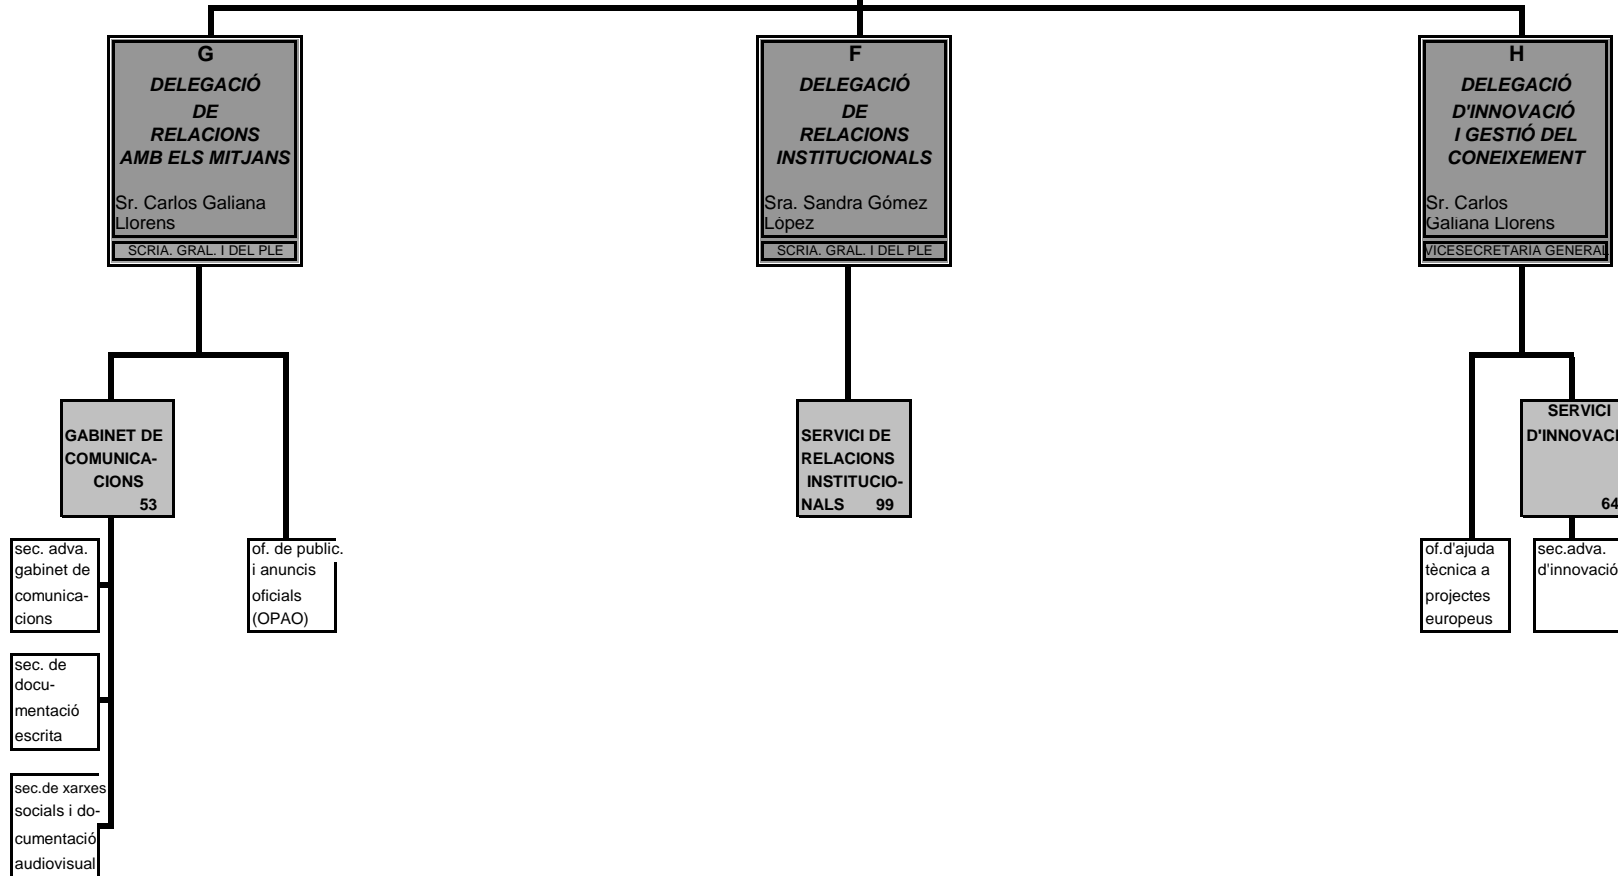 G
DELEGACIÓ
DE
RELACIONS
AMB ELS MITJANS
Sr. Carlos Galiana
Llorens
SCRIA. GRAL. I DEL PLE
F
DELEGACIÓ
DE
RELACIONS
INSTITUCIONALS
Sra. Sandra Gómez
López
SCRIA. GRAL. I DEL PLE
H
DELEGACIÓ
D'INNOVACIÓ
I GESTIÓ DEL
CONEIXEMENT
Sr. Carlos
Galiana Llorens
VICESECRETARIA GENERAL
GABINET DE
COMUNICA-
CIONS
53
SERVICI DE
RELACIONS
INSTITUCIO-
NALS 99
SERVICI
D'INNOVACI
64
sec. adva.
gabinet de
comunica-
cions
of. de public.
i anuncis
oficials
(OPAO)
of.d'ajuda
tècnica a
projectes
europeus
sec.adva.
d'innovació
sec. de
docu-
mentació
escrita
sec.de xarxes
socials i do-
cumentació
audiovisual